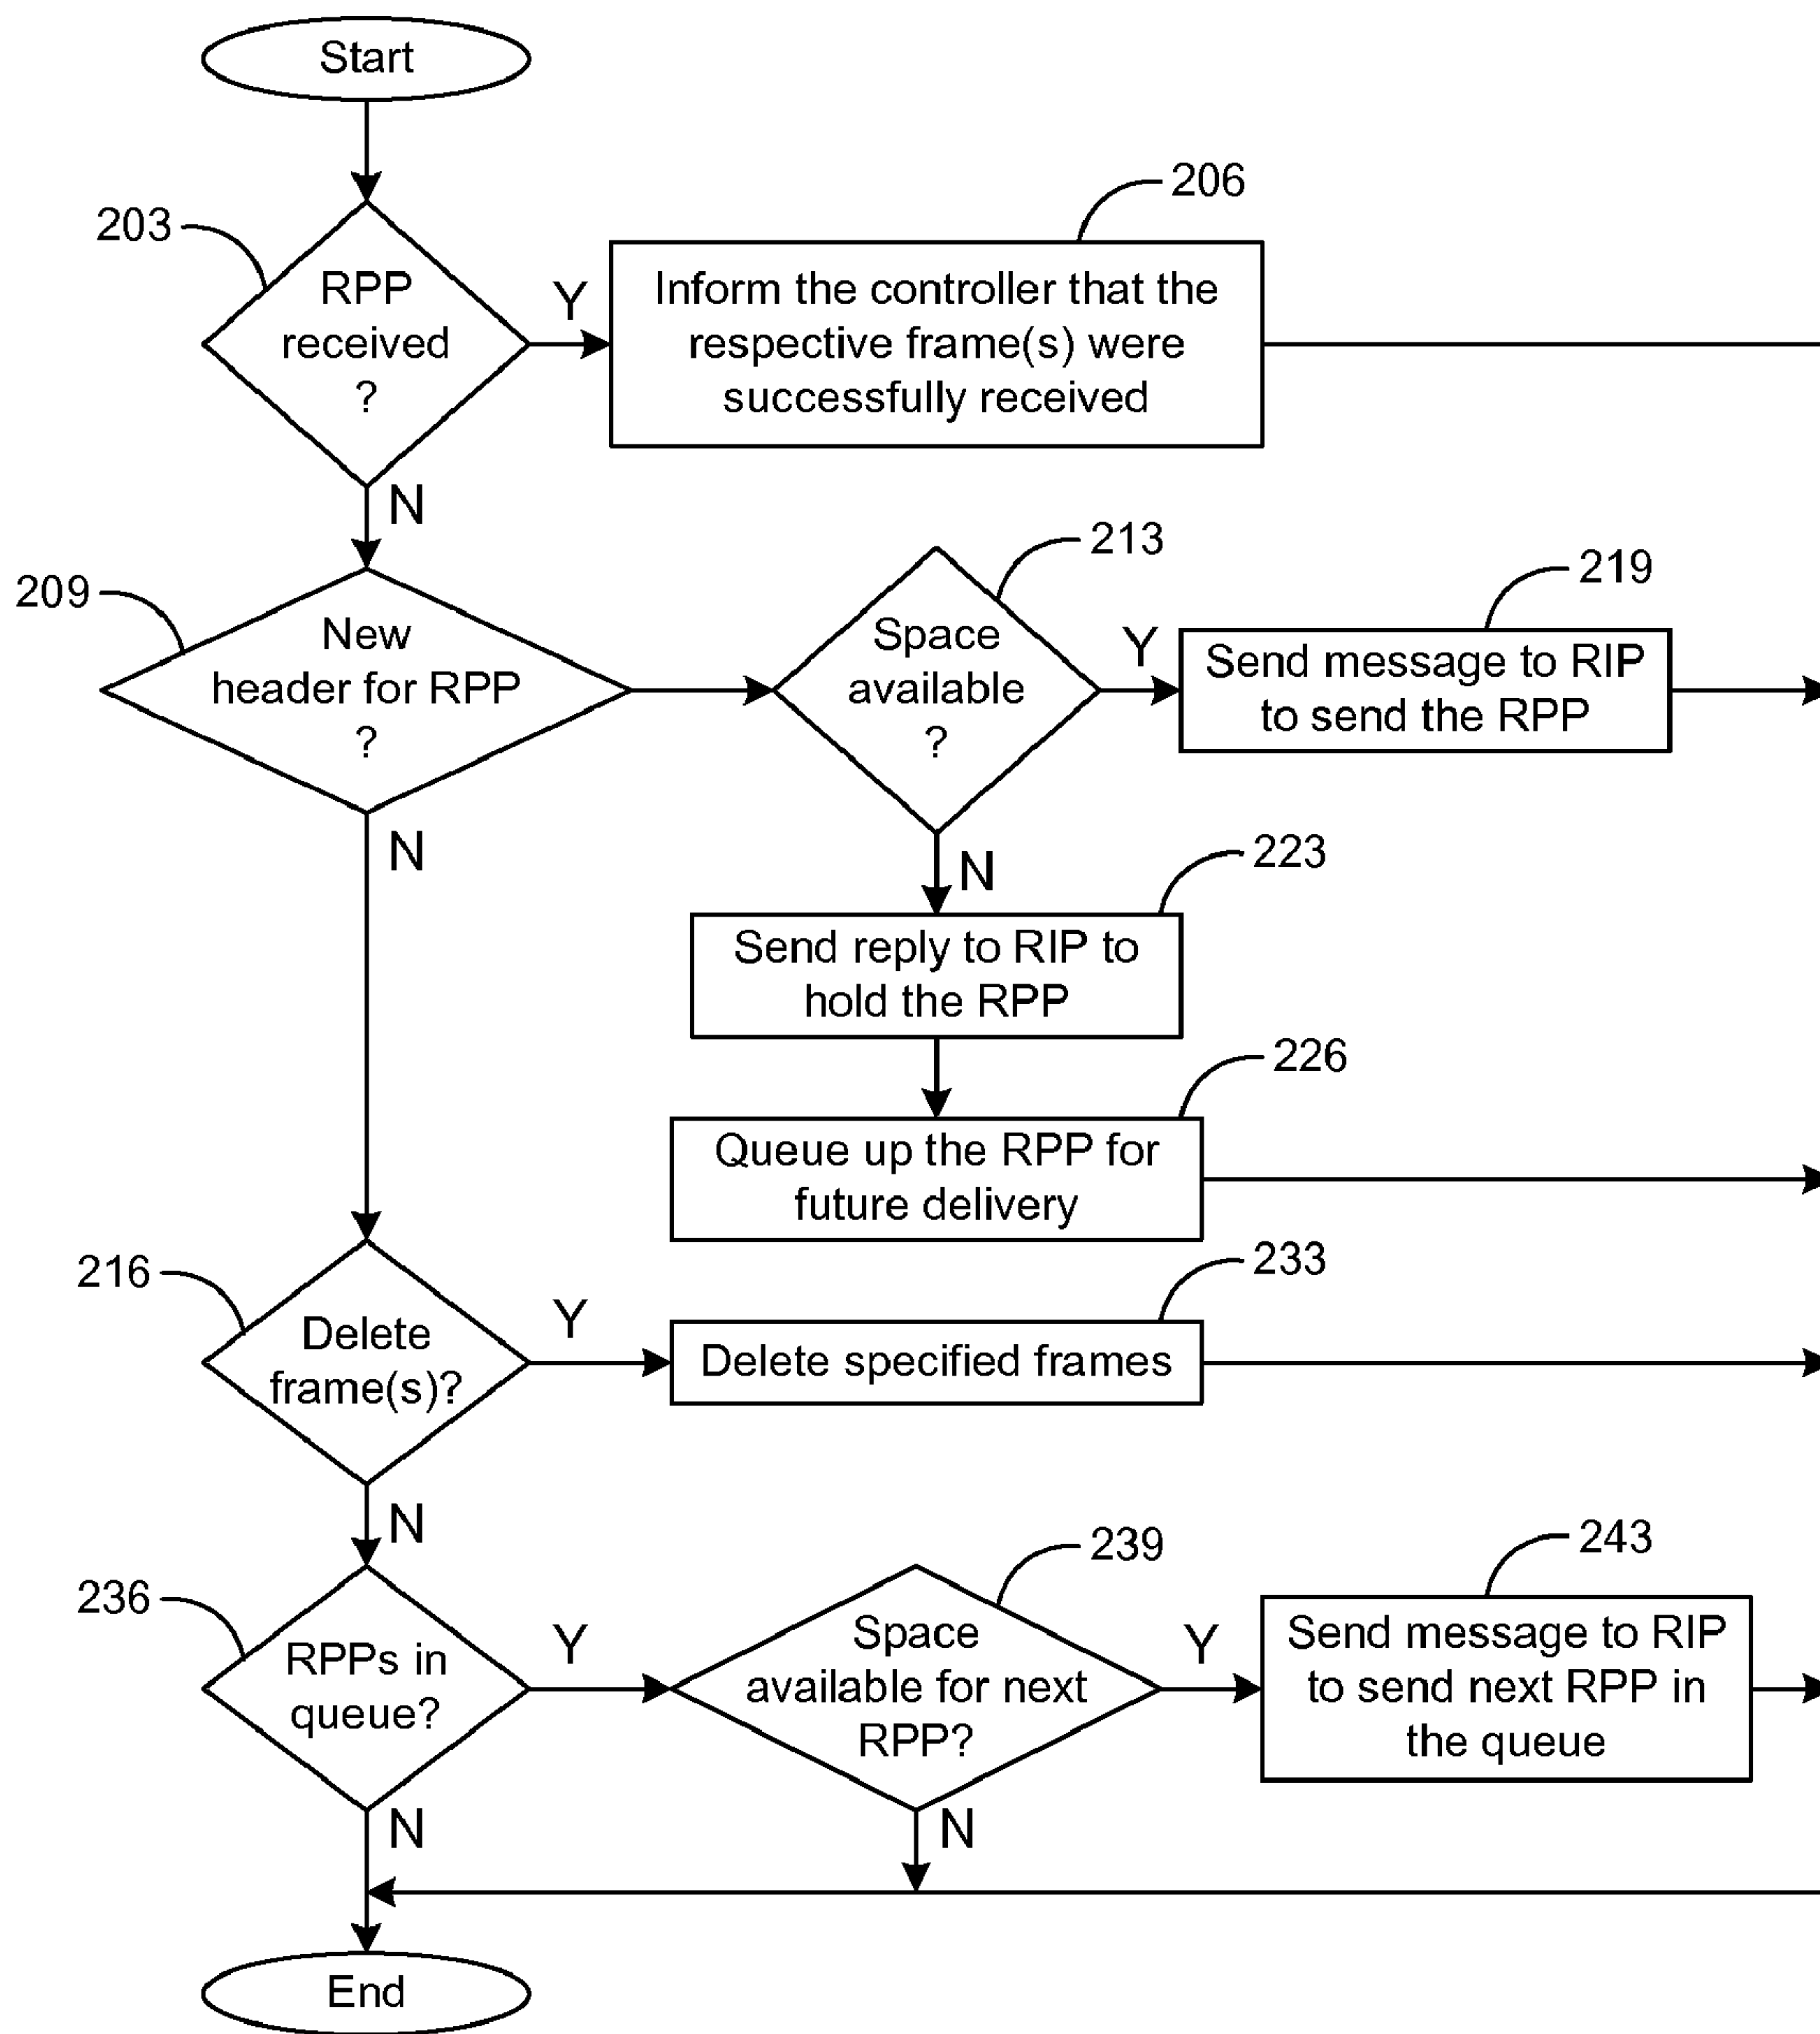 Start
203
RPP
received
?
Y
206
Inform the controller that the
respective frame(s) were
successfully received
N
209
New
header for RPP
?
213
Space
available
?
Y
219
Send message to RIP
to send the RPP
N
N
223
Send reply to RIP to
hold the RPP
226
Queue up the RPP for
future delivery
216
Delete
frame(s)?
Y
233
Delete specified frames
N
236
RPPs in
queue?
Y
239
Space
available for next
RPP?
Y
243
Send message to RIP
to send next RPP in
the queue
N
N
End